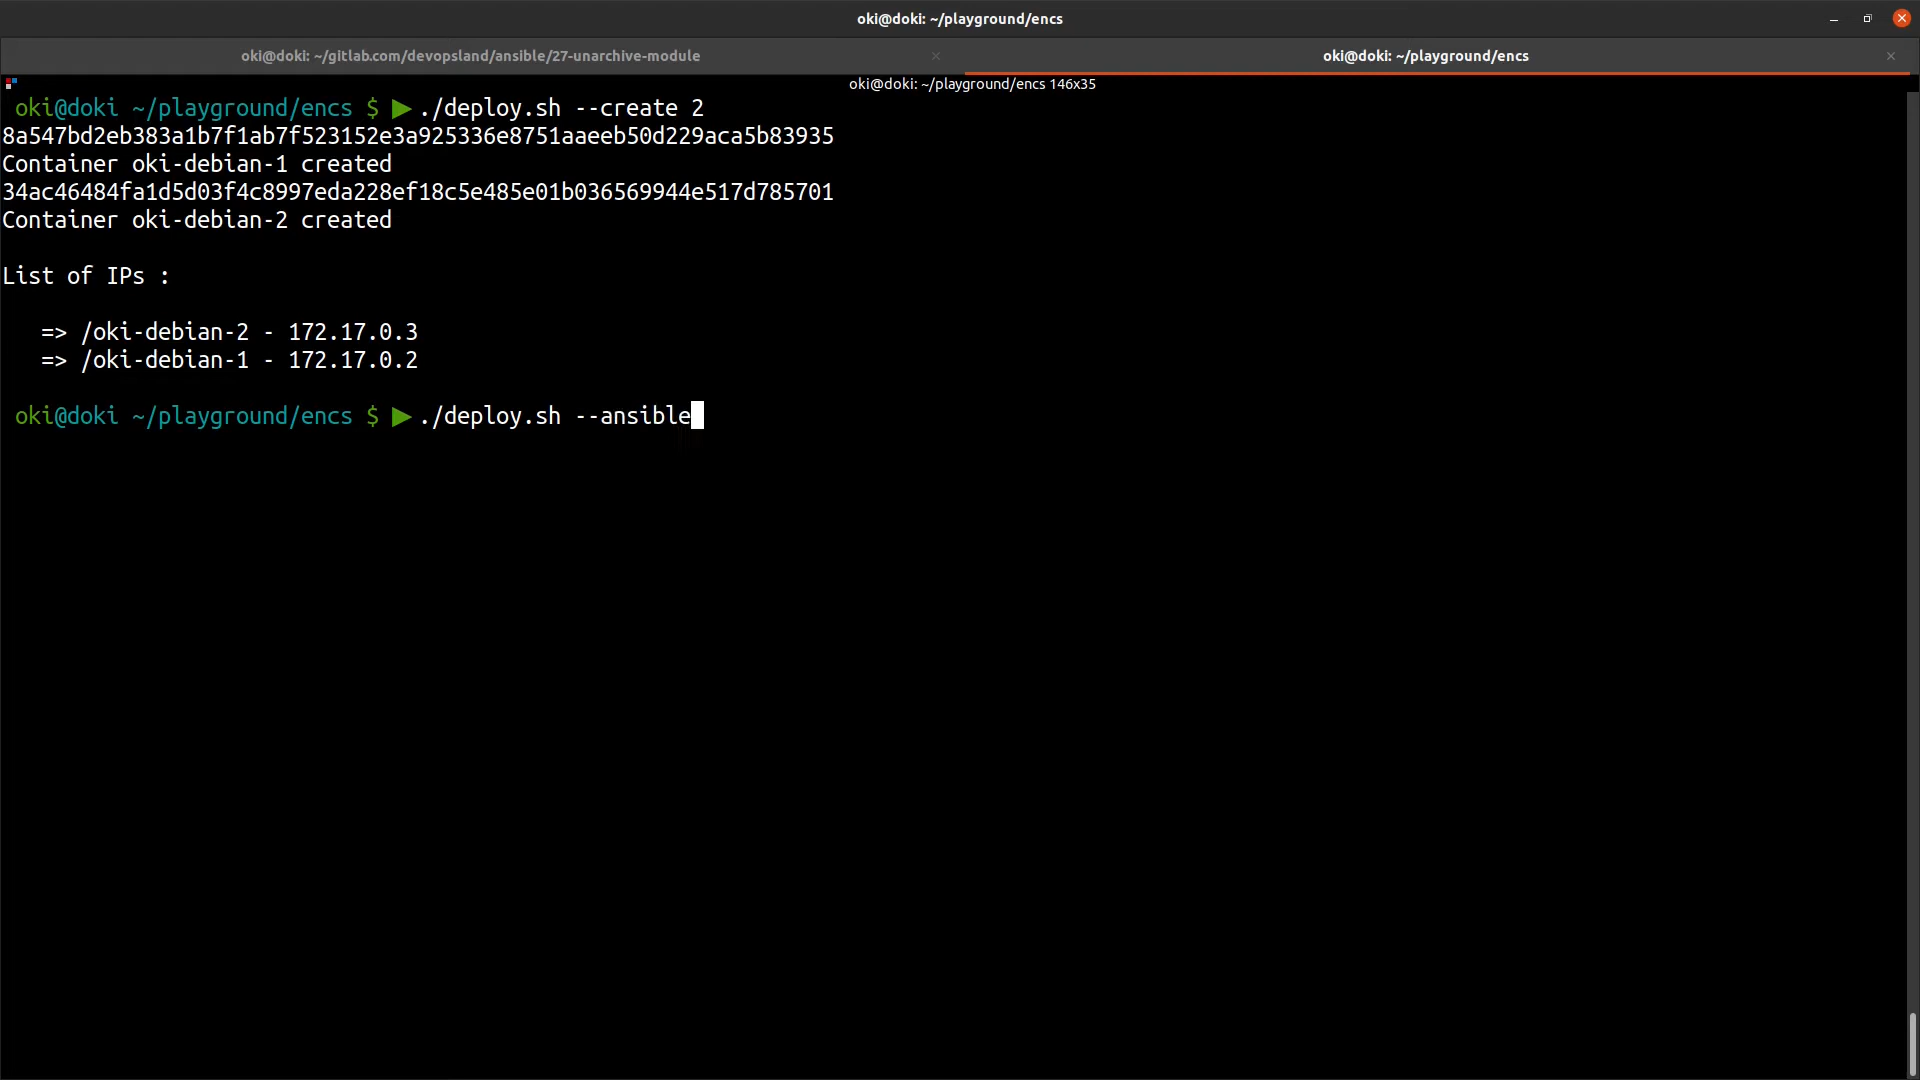 oki@doki: ~/playground/encs
oki@doki: ~/gitlab.com/devopsland/ansible/27-unarchive-module
oki@doki: ~/playground/encs
oki@doki: ~/playground/encs 146x35
oki@doki ~/playground/encs $ ▶./deploy.sh --create 2
8a547bd2eb383a1b7f1ab7f523152e3a925336e8751aaeeb50d229aca5b83935
Container oki-debian-1 created
34ac46484fa1d5d03f4c8997eda228ef18c5e485e01b036569944e517d785701
Container oki-debian-2 created
List of IPs :
=> /oki-debian-2 - 172.17.0.3
=> /oki-debian-1 - 172.17.0.2
oki@doki ~/playground/encs $ ▶./deploy.sh --ansible